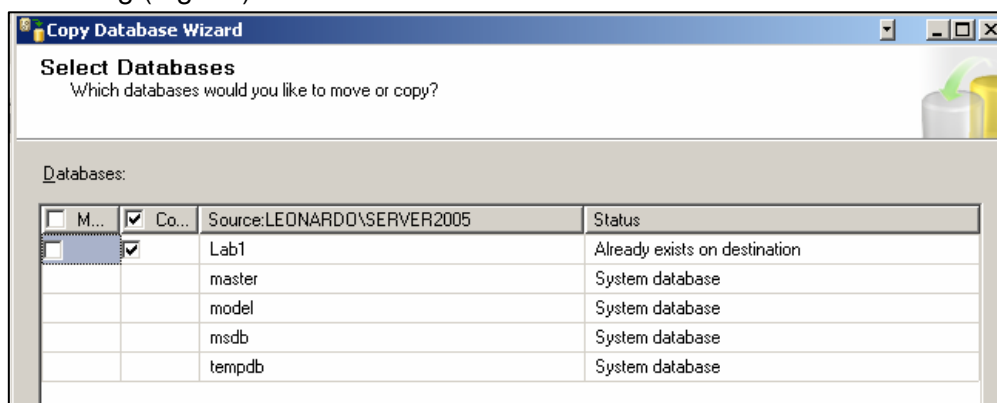 Copy Database Wizard
Select Databases
Which databases would you like to move or copy?
Databases:
M... Co... Source:LEONARDO\SERVER2005 Status
Lab1 Already exists on destination
master System database
model System database
msdb System database
tempdb System database